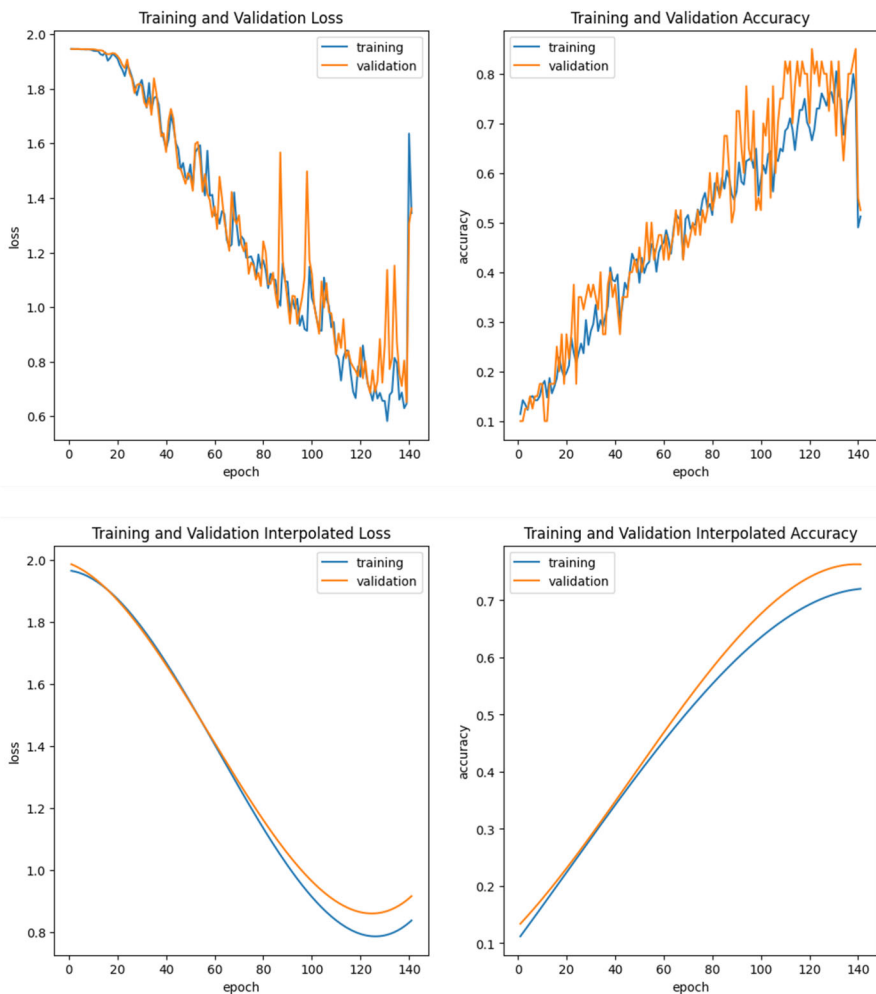 Training and Validation Loss
2.0
1.8
1.6
1.4
1.2
1.0
0.8
0.6
loss
training
validation
0 20 40 60 80 100 120 140
epoch
Training and Validation Accuracy
0.8
0.7
0.6
0.5
0.4
0.3
0.2
0.1
accuracy
training
validation
0 20 40 60 80 100 120 140
epoch
Training and Validation Interpolated Loss
2.0
1.8
1.6
1.4
1.2
1.0
0.8
loss
training
validation
0 20 40 60 80 100 120 140
epoch
Training and Validation Interpolated Accuracy
0.7
0.6
0.5
0.4
0.3
0.2
0.1
accuracy
training
validation
0 20 40 60 80 100 120 140
epoch